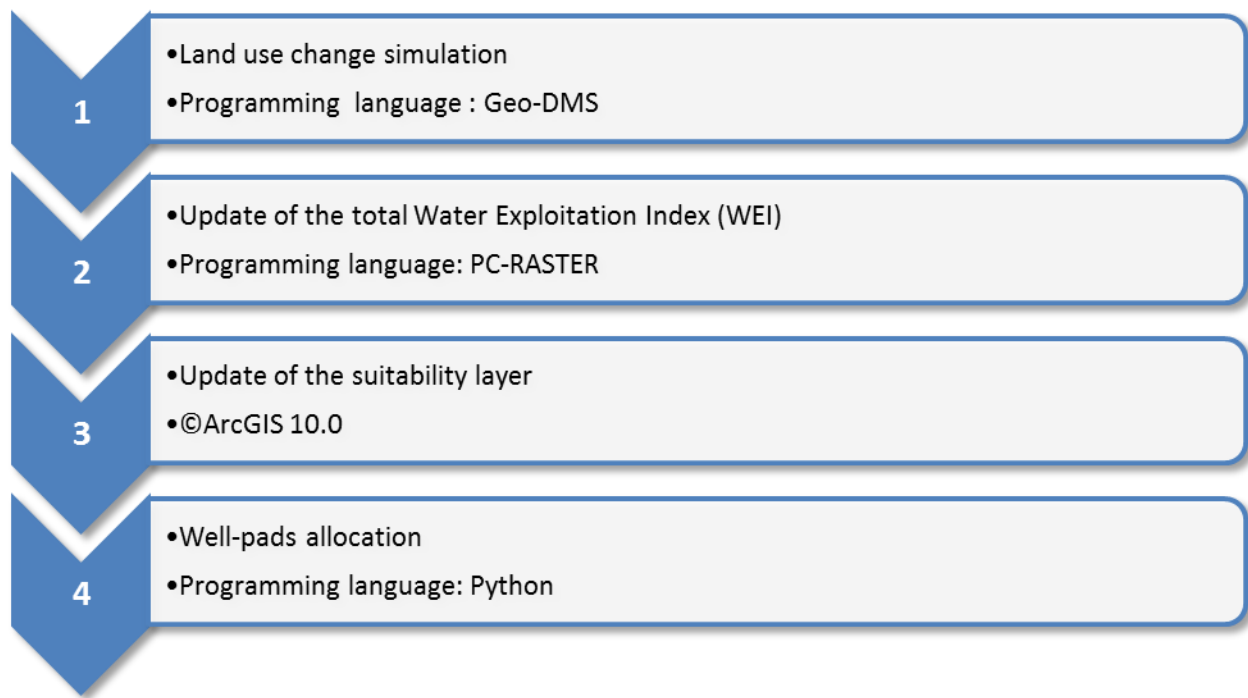 1
•Land use change simulation
•Programming language : Geo-DMS
2
•Update of the total Water Exploitation Index (WEI)
•Programming language: PC-RASTER
3
•Update of the suitability layer
•©ArcGIS 10.0
4
•Well-pads allocation
•Programming language: Python